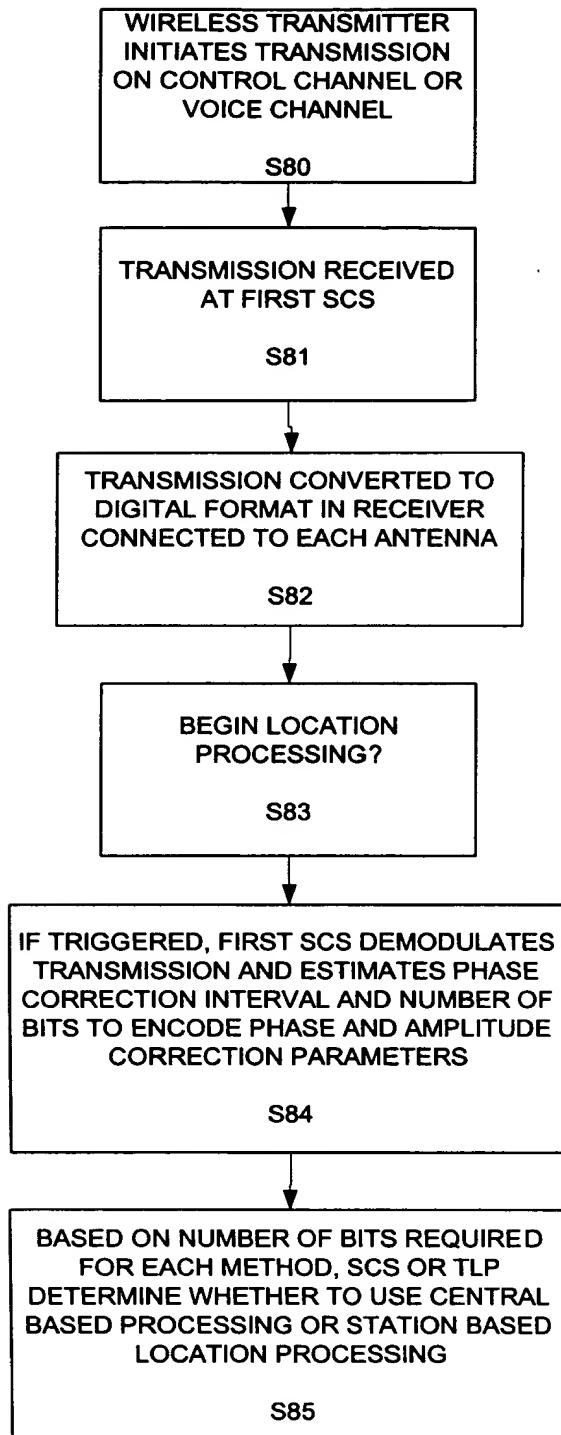 WIRELESS TRANSMITTER
INITIATES TRANSMISSION
ON CONTROL CHANNEL OR
VOICE CHANNEL
S80
TRANSMISSION RECEIVED
AT FIRST SCS
S81
TRANSMISSION CONVERTED TO
DIGITAL FORMAT IN RECEIVER
CONNECTED TO EACH ANTENNA
S82
BEGIN LOCATION
PROCESSING?
S83
IF TRIGGERED, FIRST SCS DEMODULATES
TRANSMISSION AND ESTIMATES PHASE
CORRECTION INTERVAL AND NUMBER OF
BITS TO ENCODE PHASE AND AMPLITUDE
CORRECTION PARAMETERS
S84
BASED ON NUMBER OF BITS REQUIRED
FOR EACH METHOD, SCS OR TLP
DETERMINE WHETHER TO USE CENTRAL
BASED PROCESSING OR STATION BASED
LOCATION PROCESSING
S85